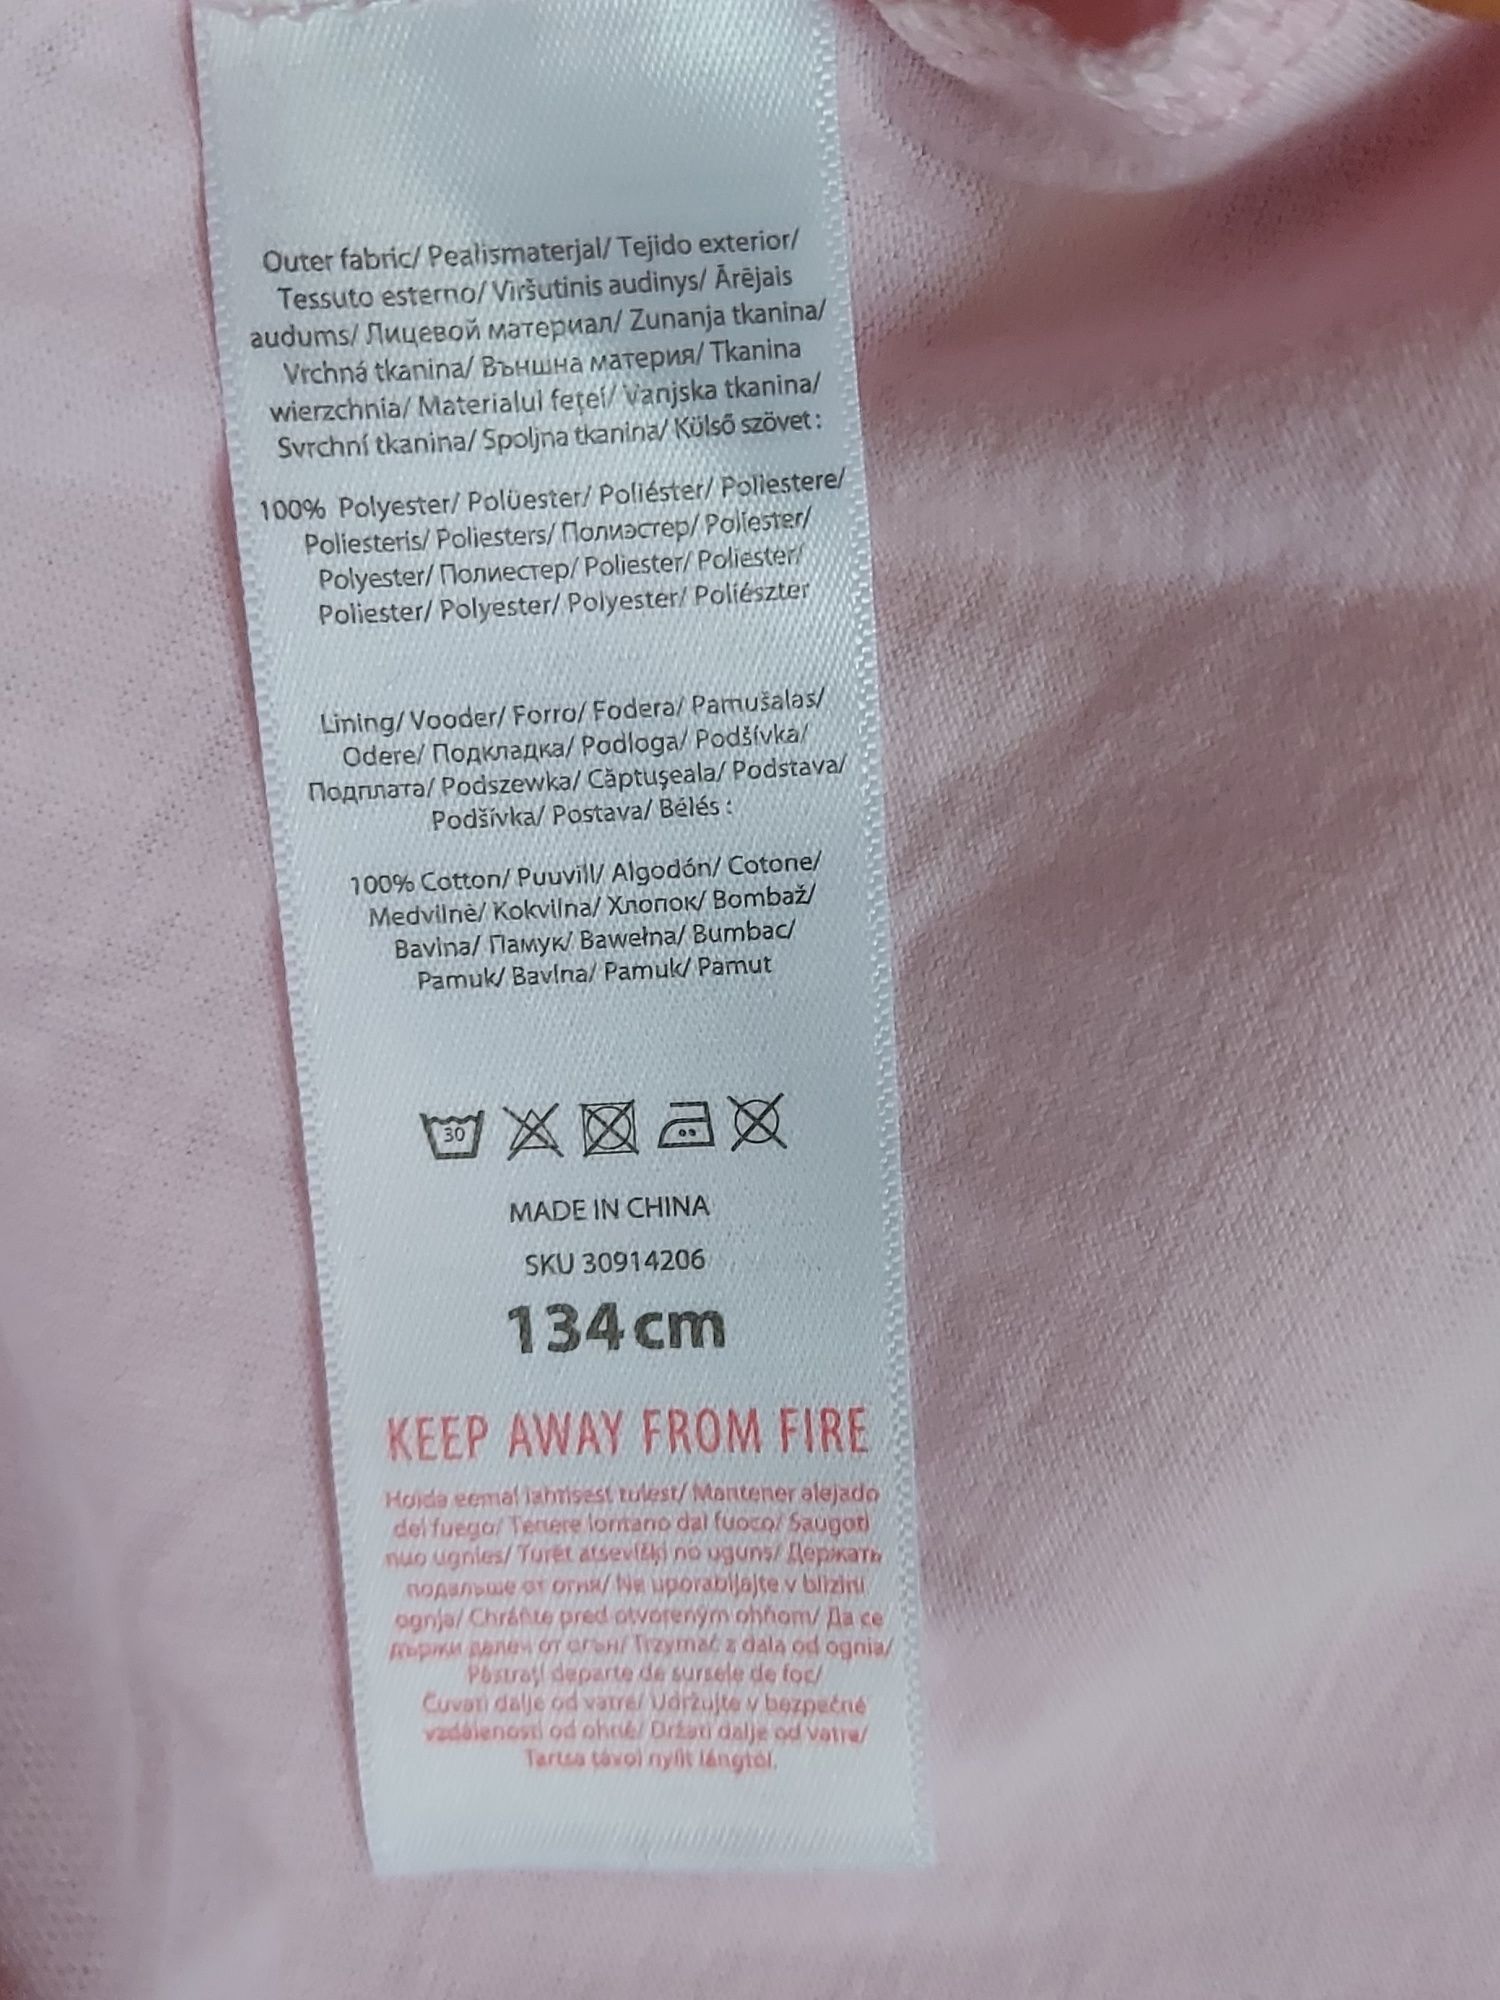 Outer fabric/ Pealismaterjal/ Tejido exterior/
Tessuto esterno/ Viršutinis audinys/ Ārējais
audums/ Лицевой материал/ Zunanja tkanina/
Vrchná tkanina/ Външна материя/ Tkanina
wierzchnia/ Materialul feţei/ Vanjska tkanina/
Svrchní tkanina/ Spoljna tkanina/ Külső szövet:
100% Polyester/ Polüester/ Poliéster/ Poliestere/
Poliesteris/ Poliesters/ Полиэстер/ Poliester/
Polyester/ Полиестер/ Poliester/ Poliester/
Poliester/ Polyester/ Polyester/ Poliészter
Lining/ Vooder/ Forro/ Fodera/ Pamušalas/
Odere/ Подкладка/ Podloga/ Podšívka/
Подплата/ Podszewka/ Căptuşeala/ Podstava/
Podšívka/ Postava/ Bélés:
100% Cotton/ Puuvill/ Algodón/ Cotone/
Medvilnė/ Kokvilna/ Хлопок/ Bombaž/
Bavlna/ Памук/ Bawełna/ Bumbac/
Pamuk/ Bavlna/ Pamuk/ Pamut
30
MADE IN CHINA
SKU 30914206
134cm
KEEP AWAY FROM FIRE
Hoida eemal lahtisest tulest/ Mantener alejado
del fuego/ Tenere lontano dal fuoco/ Saugoti
nuo ugnies/ Turēt atsevišķi no uguns/ Держать
подальше от огня/ Ne uporabljajte v blizini
ognja/ Chráňte pred otvoreným ohňom/ Да се
държи далеч от огън/ Trzymać z dala od ognia/
Păstraţi departe de sursele de foc/
Čuvati dalje od vatre/ Udržujte v bezpečné
vzdálenosti od ohně/ Držati dalje od vatre/
Tartsa távol nyílt lángtól.